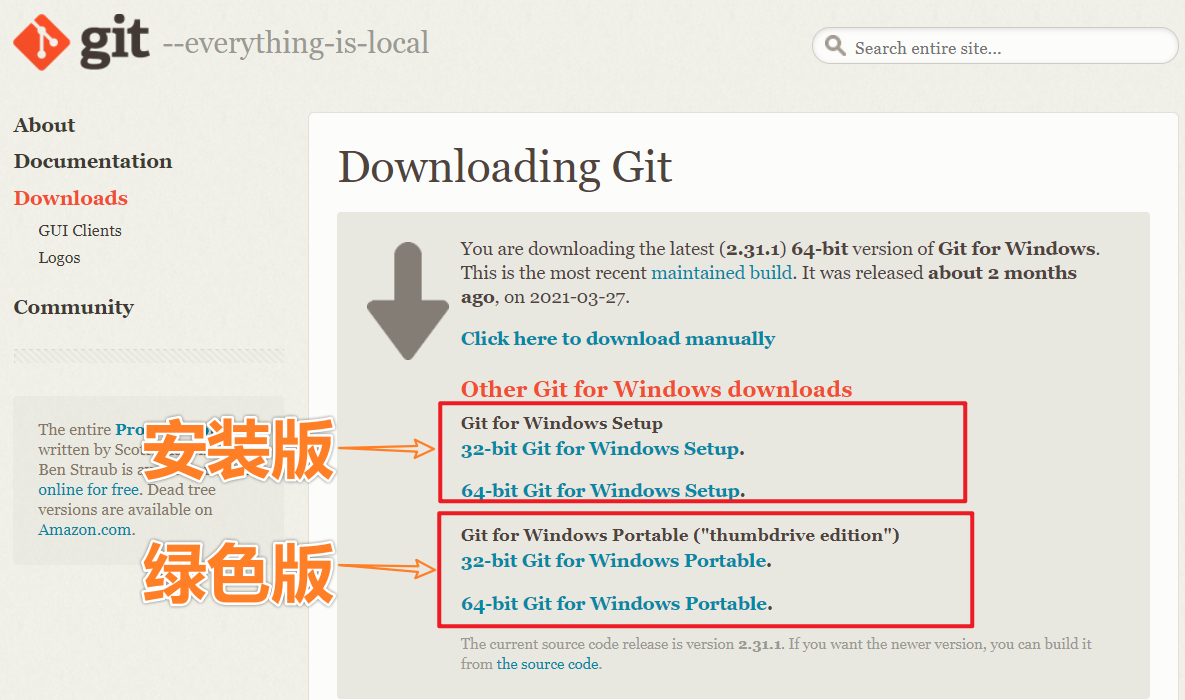 git --everything-is-local
Search entire site...
About
Documentation
Downloads
GUI Clients
Logos
Community
The entire Pro
written by Sco
Ben Straub is
online for free. Dead tree
versions are available on
Amazon.com.
Downloading Git
You are downloading the latest (2.31.1) 64-bit version of Git for Windows.
This is the most recent maintained build. It was released about 2 months
ago, on 2021-03-27.
Click here to download manually
Other Git for Windows downloads
安装版
Git for Windows Setup
32-bit Git for Windows Setup.
64-bit Git for Windows Setup.
绿色版
Git for Windows Portable ("thumbdrive edition")
32-bit Git for Windows Portable.
64-bit Git for Windows Portable.
The current source code release is version 2.31.1. If you want the newer version, you can build it
from the source code.